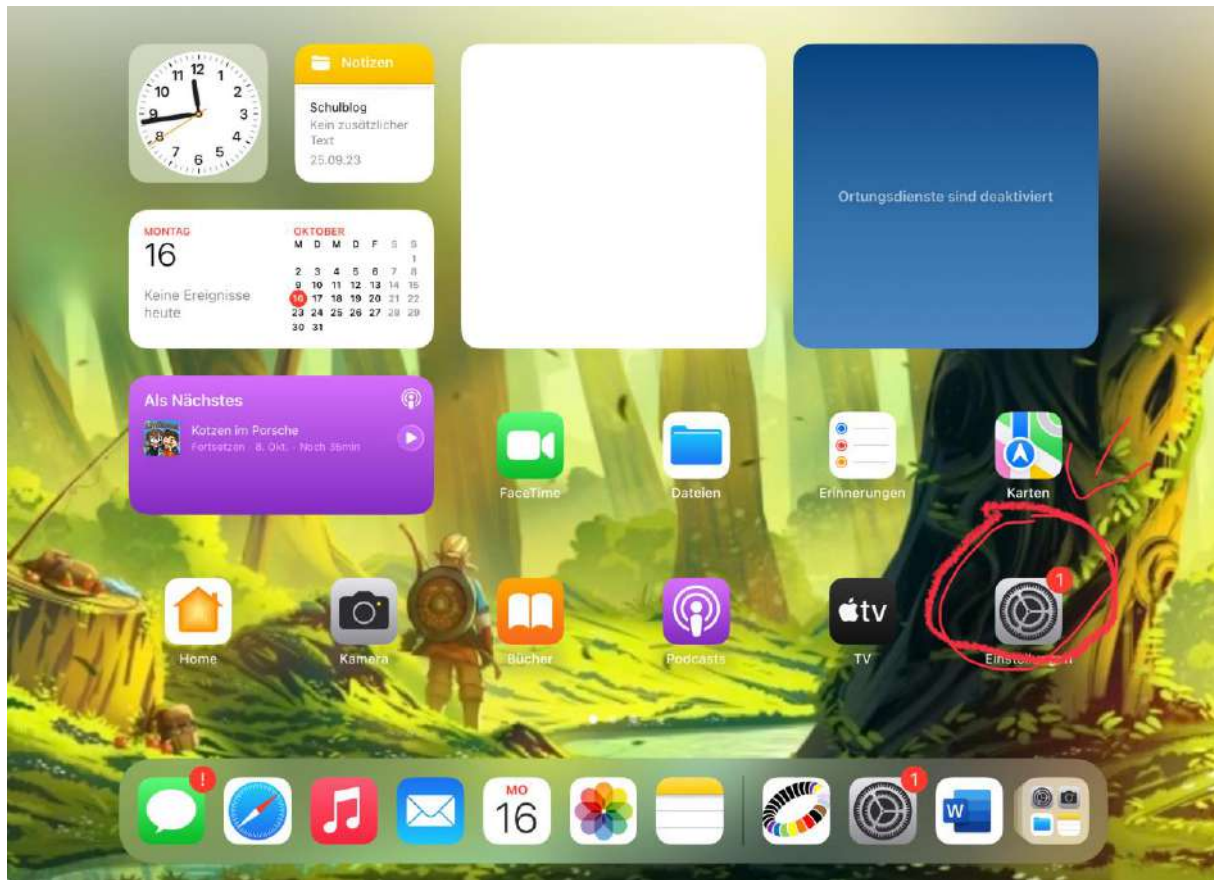 11 12 1
10 2
9 3
8 4
7 6 5
Notizen
Schulblog
Kein zusätzlicher
Text
25.09.23
Ortungsdienste sind deaktiviert
MONTAG
16
Keine Ereignisse
heute
OKTOBER
M D M D F S S
1
2 3 4 5 6 7 8
9 10 11 12 13 14 15
16 17 18 19 20 21 22
23 24 25 26 27 28 29
30 31
Als Nächstes
Kotzen im Porsche
Fortsetzen · 8. Okt. · Noch 36min
FaceTime
Dateien
Erinnerungen
Karten
1
tv
Home
Kamera
Bücher
Podcasts
TV
Einstellungen
!
MO
16
1
W